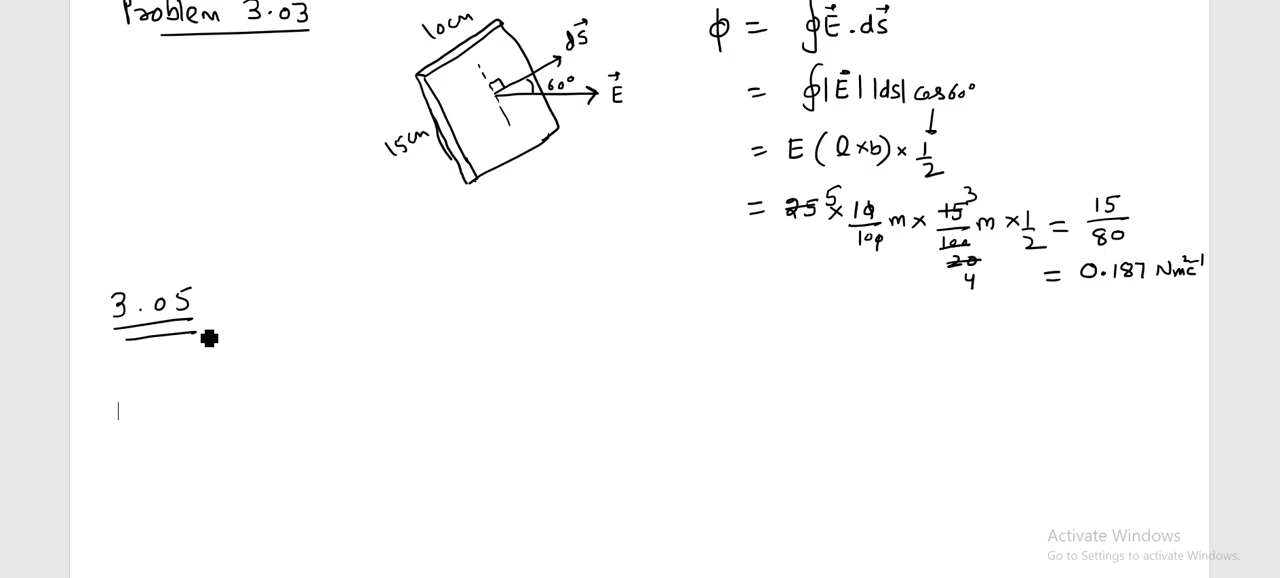 Problem 3.03
10cm
15cm
dS⃗
60°
E⃗
ϕ = ∮E⃗.dS⃗
= ∮|E⃗||ds| cos60°
= E (l×b) × 1/2
= 25 5 × 10/100 m × 15 3/100 20 4 m × 1/2 = 15/80
= 0.187 Nm²C⁻¹
3.05
Activate Windows
Go to Settings to activate Windows.